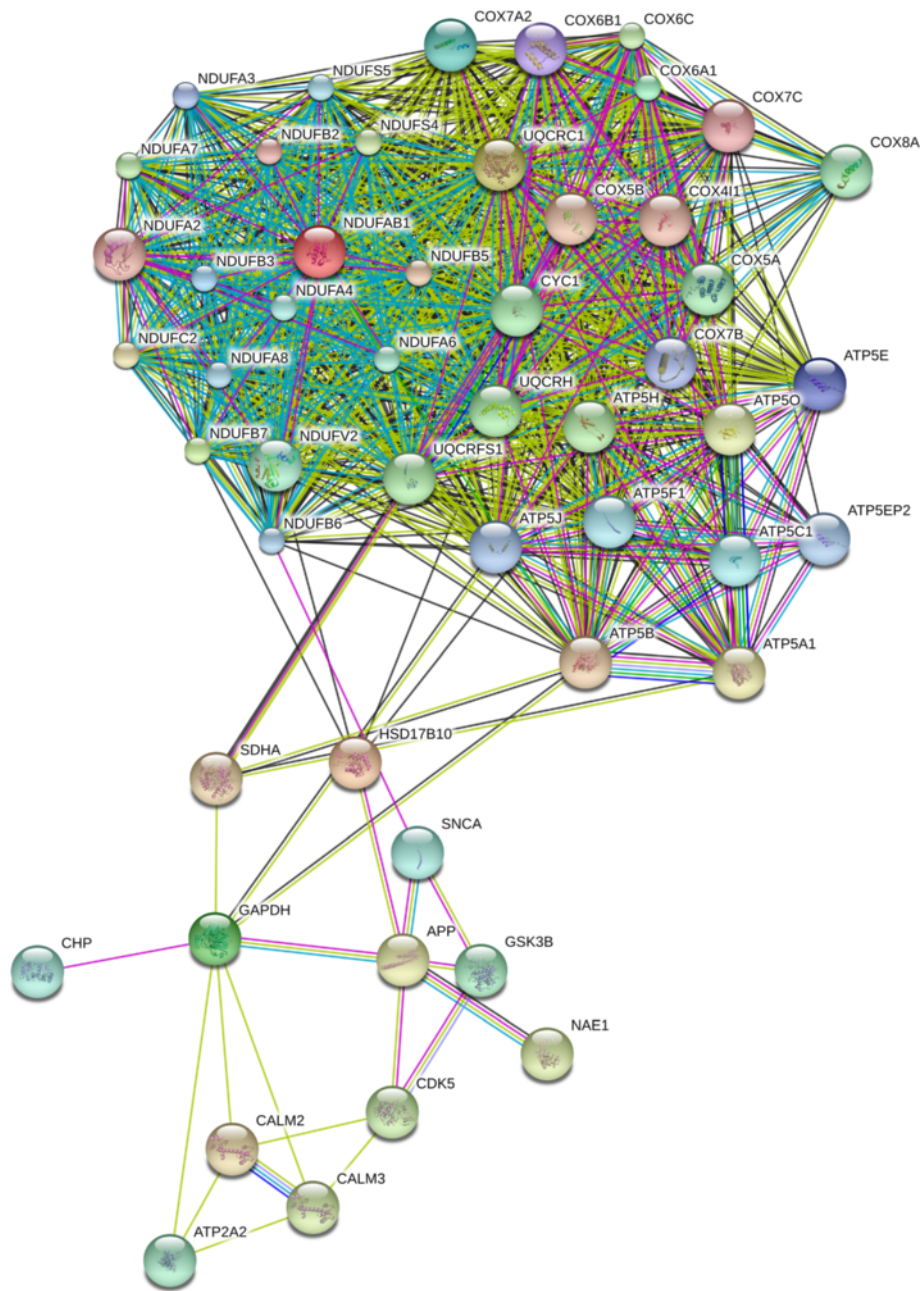 COX7A2
COX6B1
COX6C
NDUFA3
NDUFS5
COX6A1
COX7C
NDUFB2
NDUFS4
UQCRC1
COX8A
NDUFA7
COX5B
COX4I1
NDUFA2
NDUFAB1
NDUFB3
NDUFB5
COX5A
NDUFA4
CYC1
NDUFC2
NDUFA8
NDUFA6
COX7B
ATP5E
UQCRH
ATP5H
ATP5O
NDUFB7
NDUFV2
UQCRFS1
NDUFB6
ATP5J
ATP5F1
ATP5C1
ATP5EP2
ATP5B
ATP5A1
SDHA
HSD17B10
SNCA
GAPDH
APP
GSK3B
CHP
NAE1
CDK5
CALM2
CALM3
ATP2A2